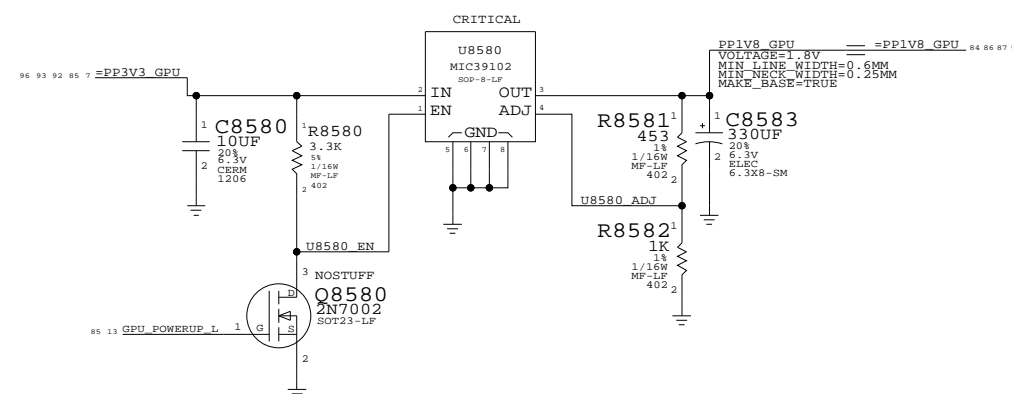 CRITICAL
U8580
MIC39102
SOP-8-LF
2 IN OUT 3
1 EN ADJ 4
GND
5 6 7 8
96 93 92 85 7 =PP3V3_GPU
PP1V8_GPU =PP1V8_GPU 84 86 87
VOLTAGE=1.8V
MIN_LINE_WIDTH=0.6MM
MIN_NECK_WIDTH=0.25MM
MAKE_BASE=TRUE
1 C8580
10UF
20%
6.3V
2 CERM
1206
1 R8580
3.3K
5%
1/16W
MF-LF
402
2
R8581 1
453
1%
1/16W
MF-LF
402
2
1 C8583
+ 330UF
20%
2 6.3V
ELEC
6.3X8-SM
U8580_ADJ
R8582 1
1K
1%
1/16W
MF-LF
402
2
U8580_EN
3 NOSTUFF
D Q8580
2N7002
SOT23-LF
85 13 GPU_POWERUP_L 1 G S
2